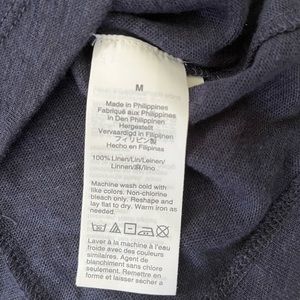 M
Made in Philippines
Fabriqué aux Philippines
In Den Philippinen
Hergestellt
Vervaardigd in Filipijnen
フィリピン製
Hecho en Filipinas
100% Linen/Lin/Leinen/
Linnen/麻/lino
Machine wash cold with
like colors. Non-chlorine
bleach only. Reshape and
lay flat to dry. Warm iron as
needed.
Laver à la machine à l'eau
froide avec des couleurs
similaires. Agent de
blanchiment sans chlore
seulement. Remettre en
forme et laisser sécher à